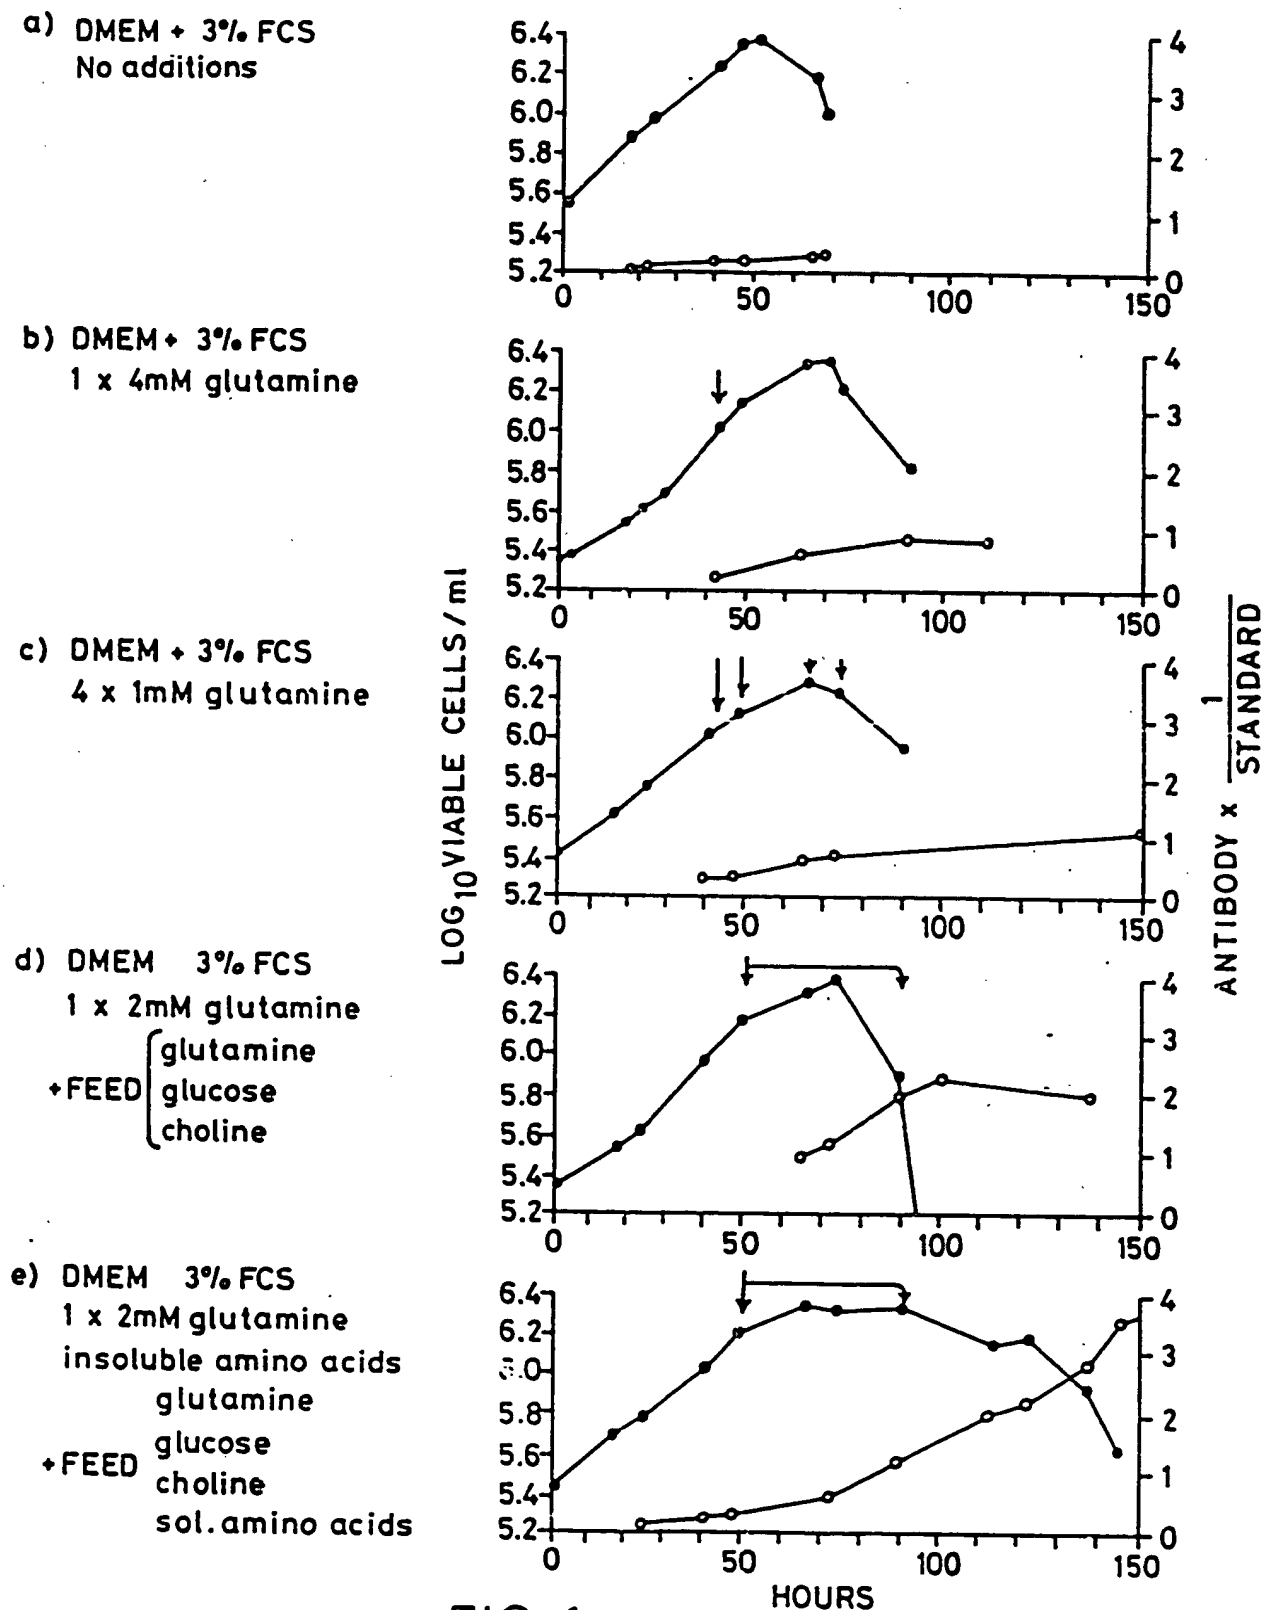 a) DMEM + 3% FCS
No additions
6.4
6.2
6.0
5.8
5.6
5.4
5.2
4
3
2
1
0
0 50 100 150
b) DMEM + 3% FCS
1 x 4mM glutamine
6.4
6.2
6.0
5.8
5.6
5.4
5.2
4
3
2
1
0
0 50 100 150
c) DMEM + 3% FCS
4 x 1mM glutamine
6.4
6.2
6.0
5.8
5.6
5.4
5.2
4
3
2
1
0
0 50 100 150
LOG10 VIABLE CELLS/ml
ANTIBODY x 1
STANDARD
d) DMEM 3% FCS
1 x 2mM glutamine
glutamine
+FEED glucose
choline
6.4
6.2
6.0
5.8
5.6
5.4
5.2
4
3
2
1
0
0 50 100 150
e) DMEM 3% FCS
1 x 2mM glutamine
insoluble amino acids
glutamine
glucose
+FEED
choline
sol. amino acids
6.4
6.2
.0
5.8
5.6
5.4
5.2
4
3
2
1
0
0 50 100 150
HOURS